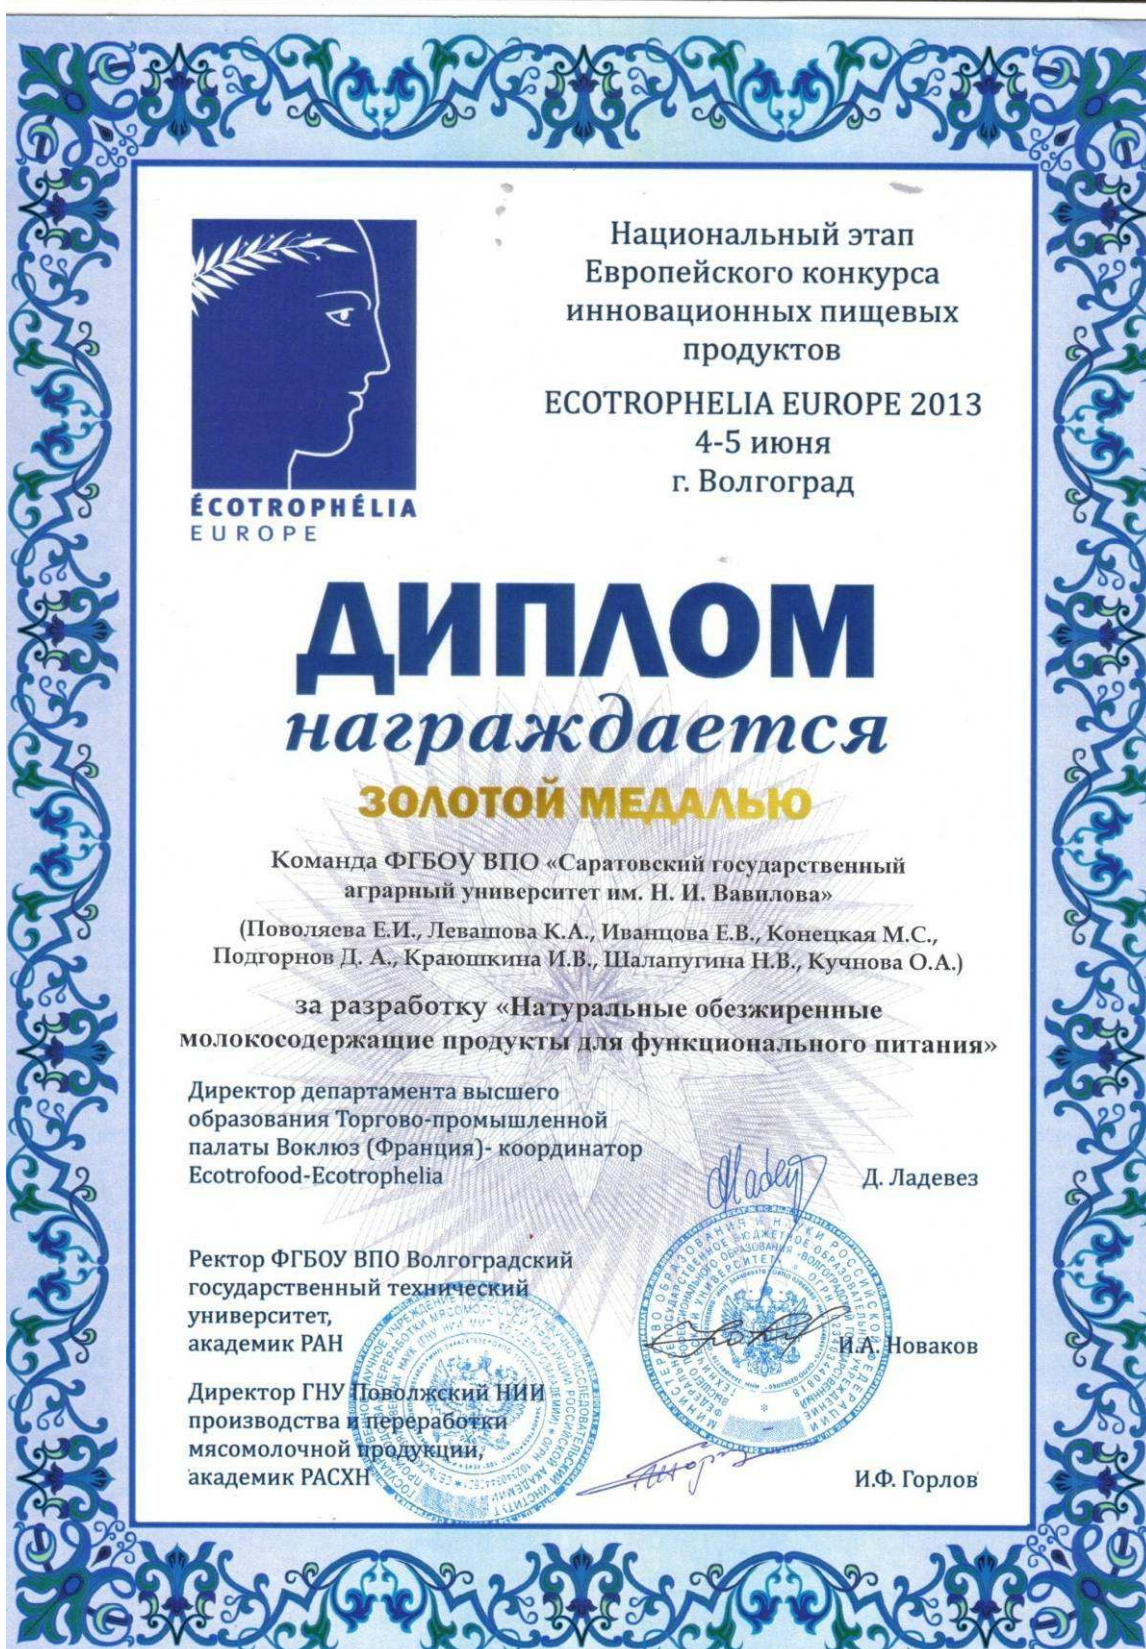 Национальный этап
Европейского конкурса
инновационных пищевых
продуктов
ECOTROPHELIA EUROPE 2013
4-5 июня
г. Волгоград
ÉCOTROPHÉLIA
EUROPE
ДИПЛОМ
награждается
ЗОЛОТОЙ МЕДАЛЬЮ
Команда ФГБОУ ВПО «Саратовский государственный
аграрный университет им. Н. И. Вавилова»
(Поволяева Е.И., Левашова К.А., Иванцова Е.В., Конецкая М.С.,
Подгорнов Д. А., Краюшкина И.В., Шалапугина Н.В., Кучнова О.А.)
за разработку «Натуральные обезжиренные
молокосодержащие продукты для функционального питания»
Директор департамента высшего
образования Торгово-промышленной
палаты Воклюз (Франция)- координатор
Ecotrofood-Ecotrophelia
Д. Ладевез
Ректор ФГБОУ ВПО Волгоградский
государственный технический
университет,
академик РАН
И.А. Новаков
Директор ГНУ Поволжский НИИ
производства и переработки
мясомолочной продукции,
академик РАСХН
И.Ф. Горлов